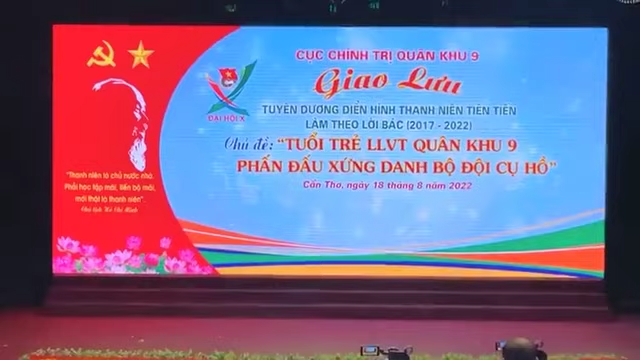 CỤC CHÍNH TRỊ QUÂN KHU 9
Giao Lưu
TUYÊN DƯƠNG ĐIỂN HÌNH THANH NIÊN TIÊN TIẾN
LÀM THEO LỜI BÁC (2017 - 2022)
Chủ đề: "TUỔI TRẺ LLVT QUÂN KHU 9
PHẤN ĐẤU XỨNG DANH BỘ ĐỘI CỤ HỒ"
Cần Thơ, ngày 18 tháng 8 năm 2022
ĐẠI HỘI X
"Thanh niên là chủ nước nhà.
Phải học tập mãi, tiến bộ mãi,
mới thật là thanh niên".
Chủ tịch Hồ Chí Minh